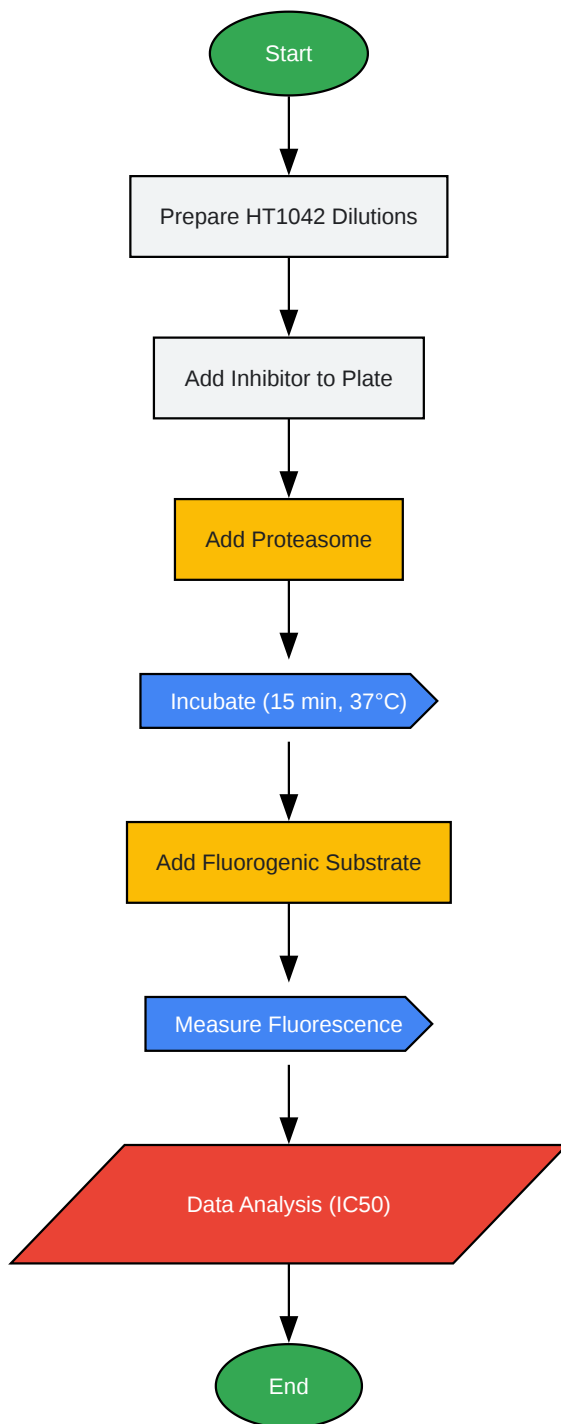 Start
Prepare HT1042 Dilutions
Add Inhibitor to Plate
Add Proteasome
Incubate (15 min, 37°C)
Add Fluorogenic Substrate
Measure Fluorescence
Data Analysis (IC50)
End